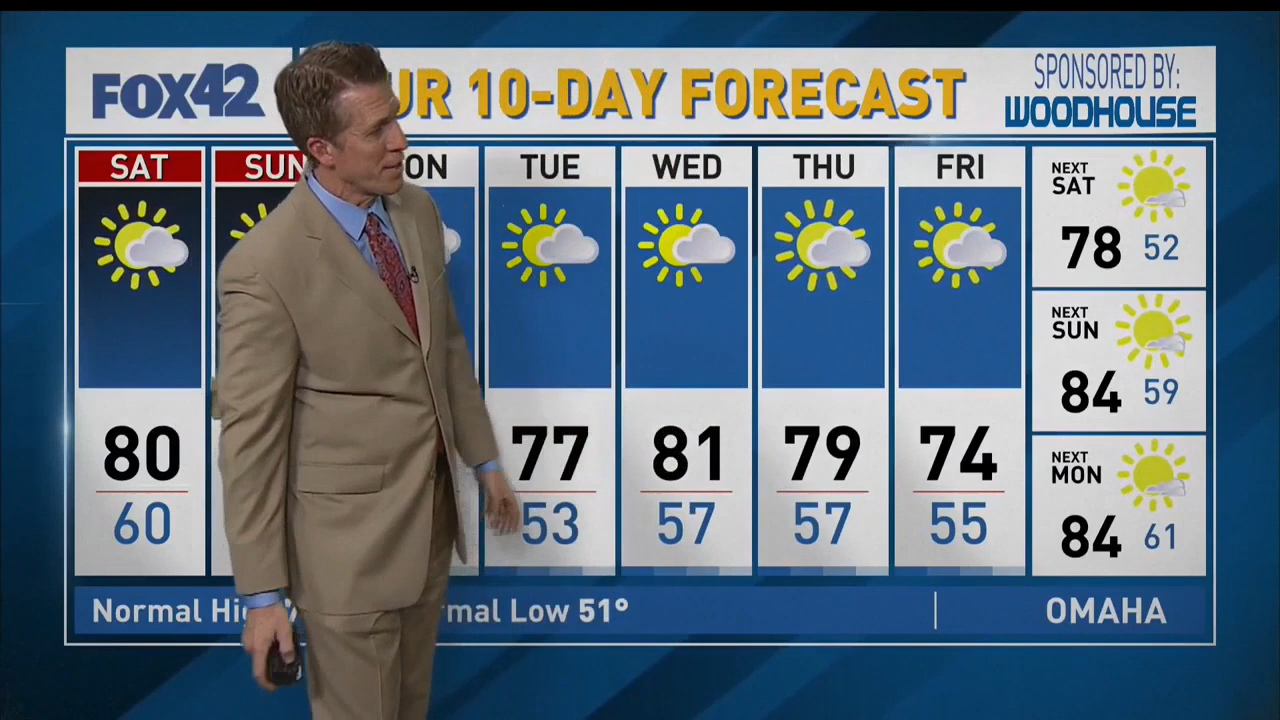 FOX42
UR 10-DAY FORECAST
SPONSORED BY:
WOODHOUSE
SAT
SUN
ON
TUE
WED
THU
FRI
80
60
77
53
81
57
79
57
74
55
NEXT
SAT
78 52
NEXT
SUN
84 59
NEXT
MON
84 61
Normal Hi
mal Low 51°
OMAHA